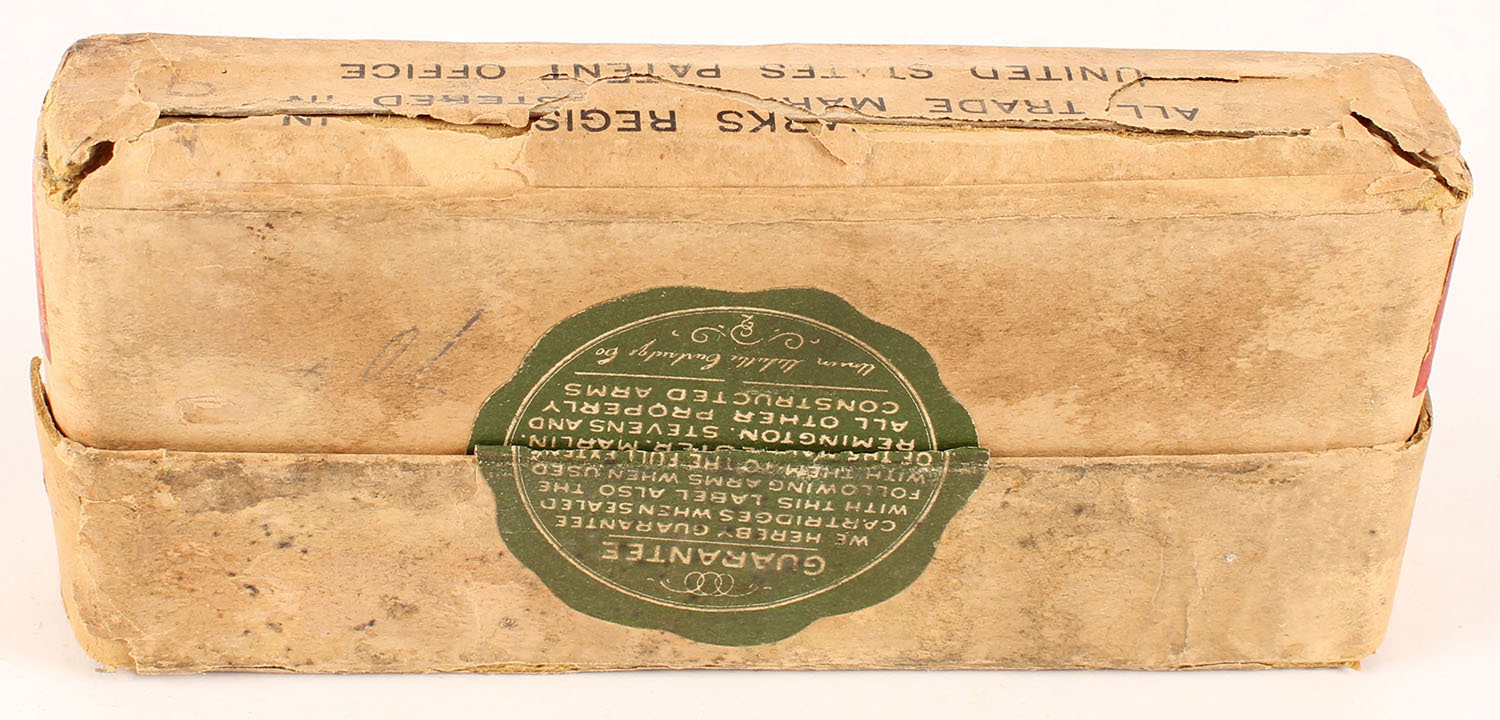 ALL TRADE MARKS REGISTERED IN
UNITED STATES PATENT OFFICE
GUARANTEE
WE HEREBY GUARANTEE
CARTRIDGES WHEN SEALED
WITH THIS LABEL ALSO THE
FOLLOWING ARMS WHEN USED
WITH THEM TO THE FULL EXTENT
OF THE
MARLIN,
REMINGTON, STEVENS AND
ALL OTHER PROPERLY
CONSTRUCTED ARMS
Union Metallic Cartridge Co